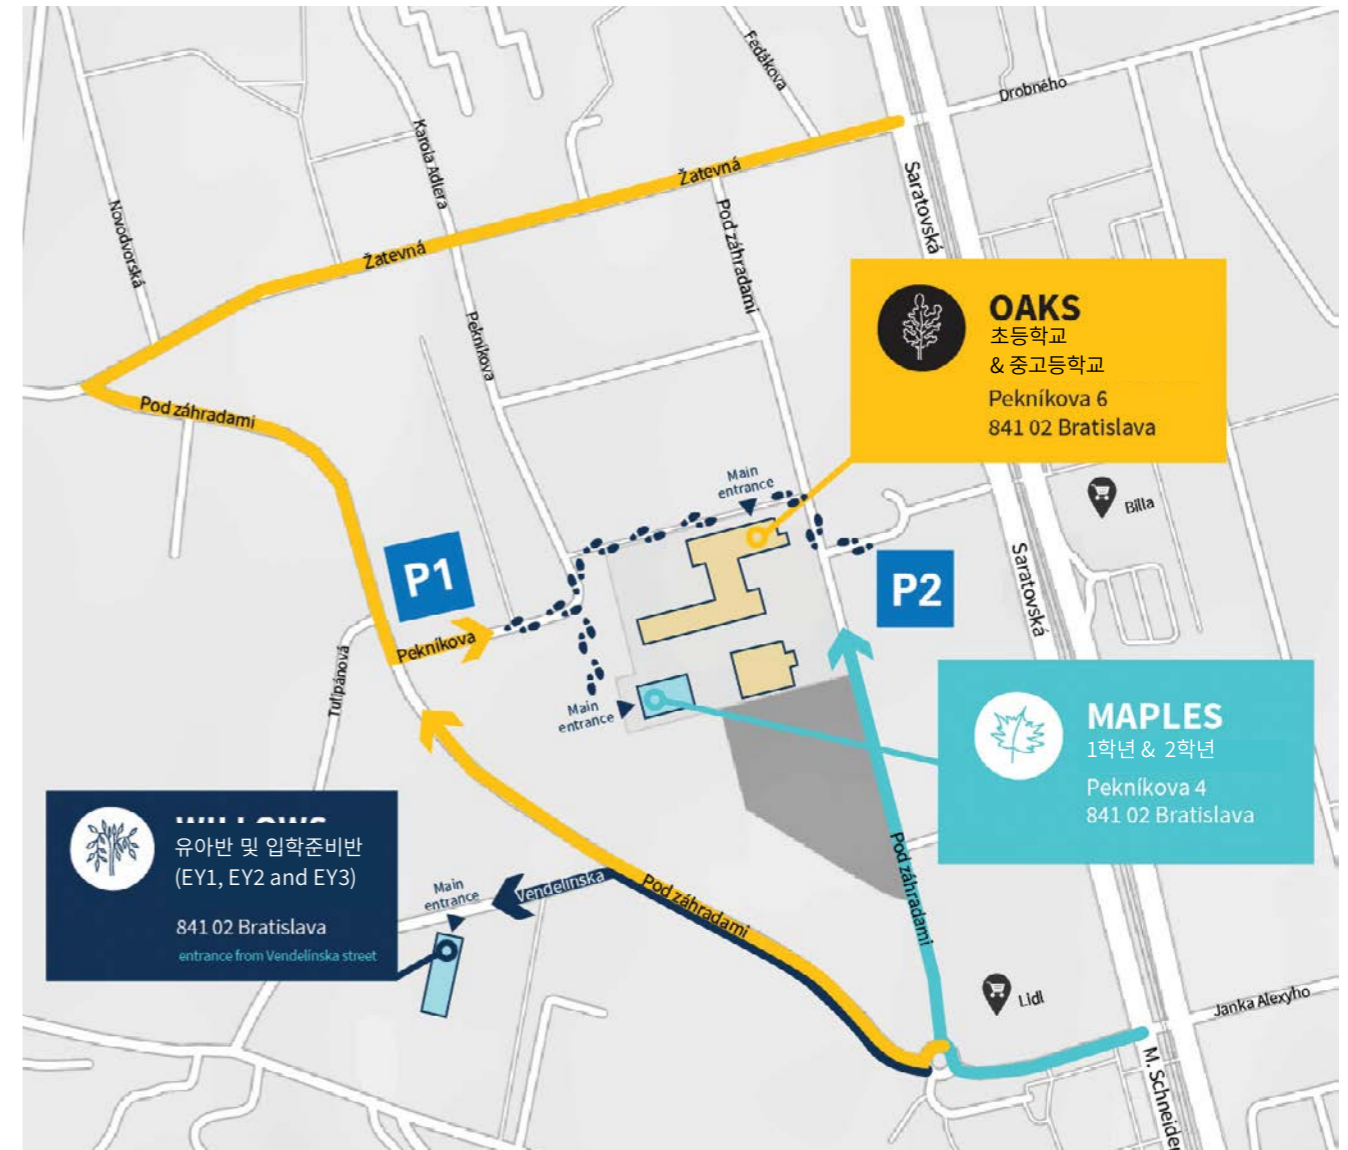 Fedákova
Drobného
Karola Adlera
Saratovská
Žatevná
Novodvorská
Pod záhradami
Žatevná
OAKS
초등학교
& 중고등학교
Pekníkova 6
841 02 Bratislava
Pekníkova
Pod záhradami
Main
entrance
Billa
P1
P2
Saratovská
Pekníkova
Tulipánová
Main
entrance
MAPLES
1학년 & 2학년
Pekníkova 4
841 02 Bratislava
WILLOWS
유아반 및 입학준비반
(EY1, EY2 and EY3)
841 02 Bratislava
entrance from Vendelínska street
Main
entrance
Vendelínska
Pod záhradami
Pod záhradami
Lidl
Janka Alexyho